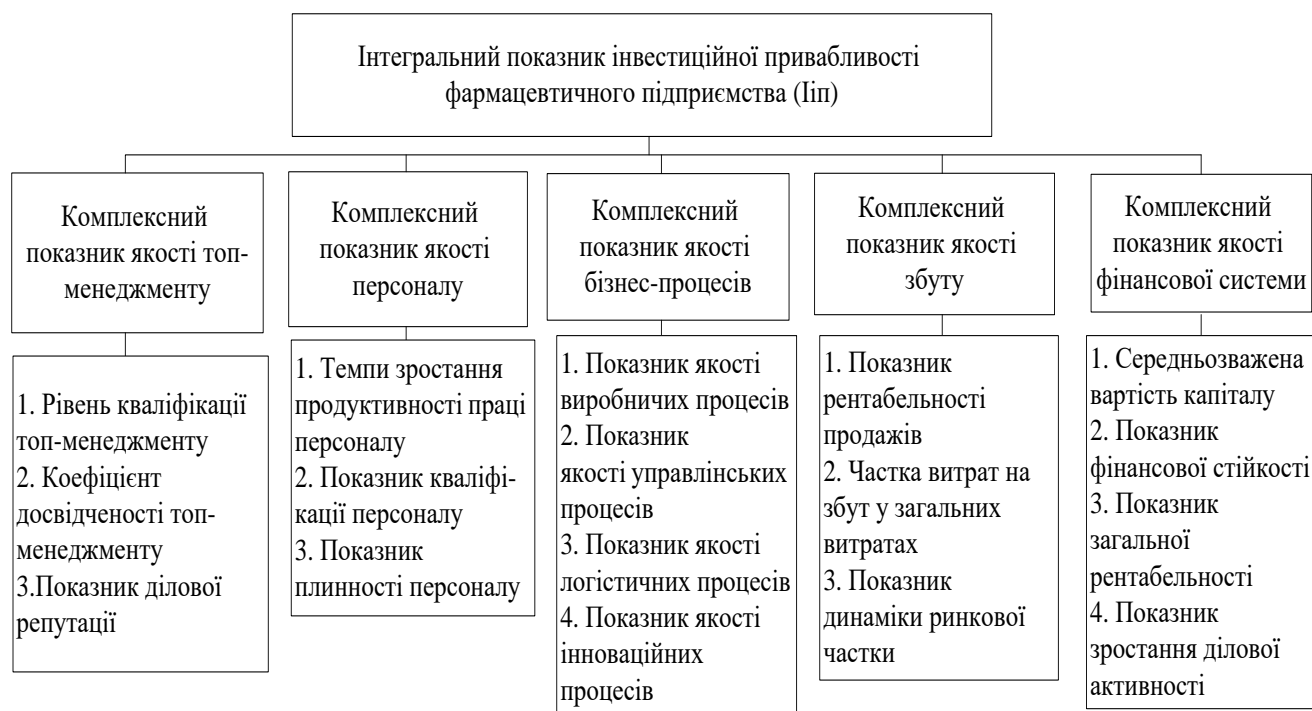 Інтегральний показник інвестиційної привабливості
фармацевтичного підприємства (Іiп)
Комплексний
показник якості топ-
менеджменту
Комплексний
показник якості
персоналу
Комплексний
показник якості
бізнес-процесів
Комплексний
показник якості
збуту
Комплексний
показник якості
фінансової системи
1. Рівень кваліфікації
топ-менеджменту
2. Коефіцієнт
досвідченості топ-
менеджменту
3.Показник ділової
репутації
1. Темпи зростання
продуктивності праці
персоналу
2. Показник кваліфі-
кації персоналу
3. Показник
плинності персоналу
1. Показник якості
виробничих процесів
2. Показник
якості управлінських
процесів
3. Показник якості
логістичних процесів
4. Показник якості
інноваційних
процесів
1. Показник
рентабельності
продажів
2. Частка витрат на
збут у загальних
витратах
3. Показник
динаміки ринкової
частки
1. Середньозважена
вартість капіталу
2. Показник
фінансової стійкості
3. Показник
загальної
рентабельності
4. Показник
зростання ділової
активності